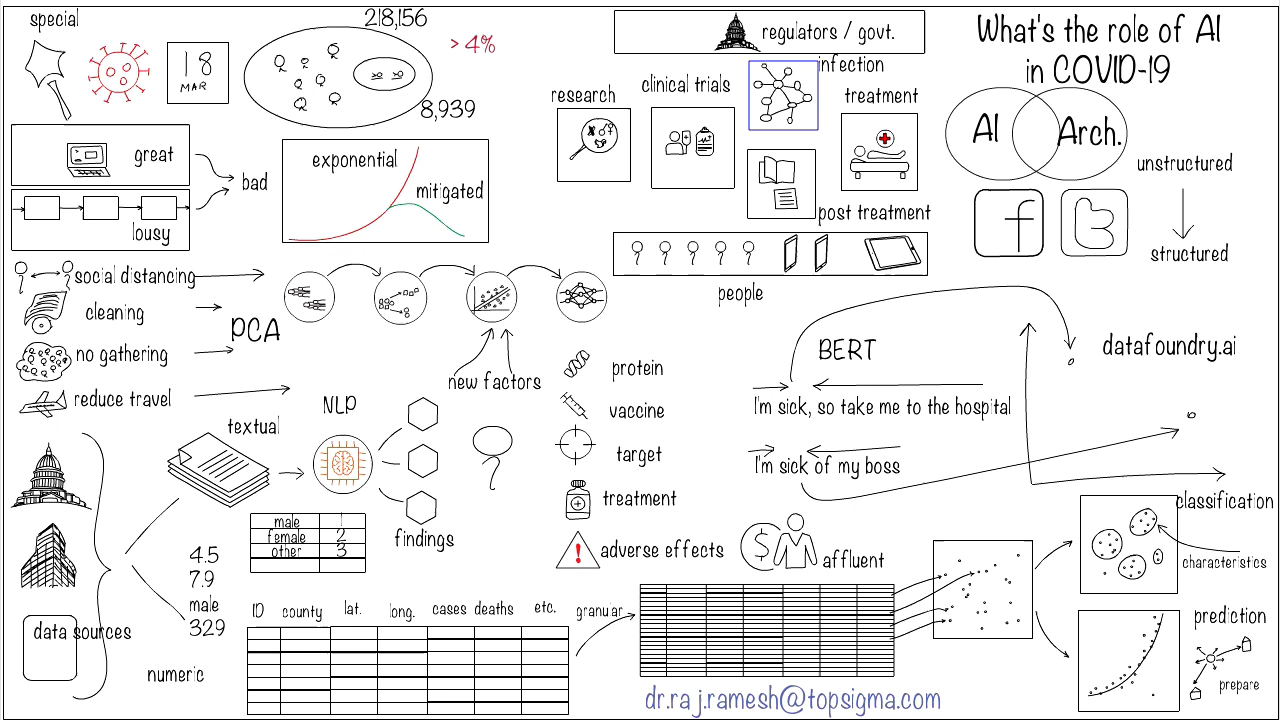 special
18
MAR
218,156
> 4%
8,939
great
lousy
bad
exponential
mitigated
regulators / govt.
research
clinical trials
infection
treatment
post treatment
people
What's the role of AI
in COVID-19
AI
Arch.
unstructured
structured
f
t
social distancing
cleaning
no gathering
reduce travel
PCA
new factors
textual
NLP
findings
male 1
female 2
other 3
protein
vaccine
target
treatment
adverse effects
BERT
I'm sick, so take me to the hospital
I'm sick of my boss
datafoundry.ai
$
affluent
data sources
4.5
7.9
male
329
numeric
ID county lat. long. cases deaths etc.
granular
classification
characteristics
prediction
prepare
dr.raj.ramesh@topsigma.com